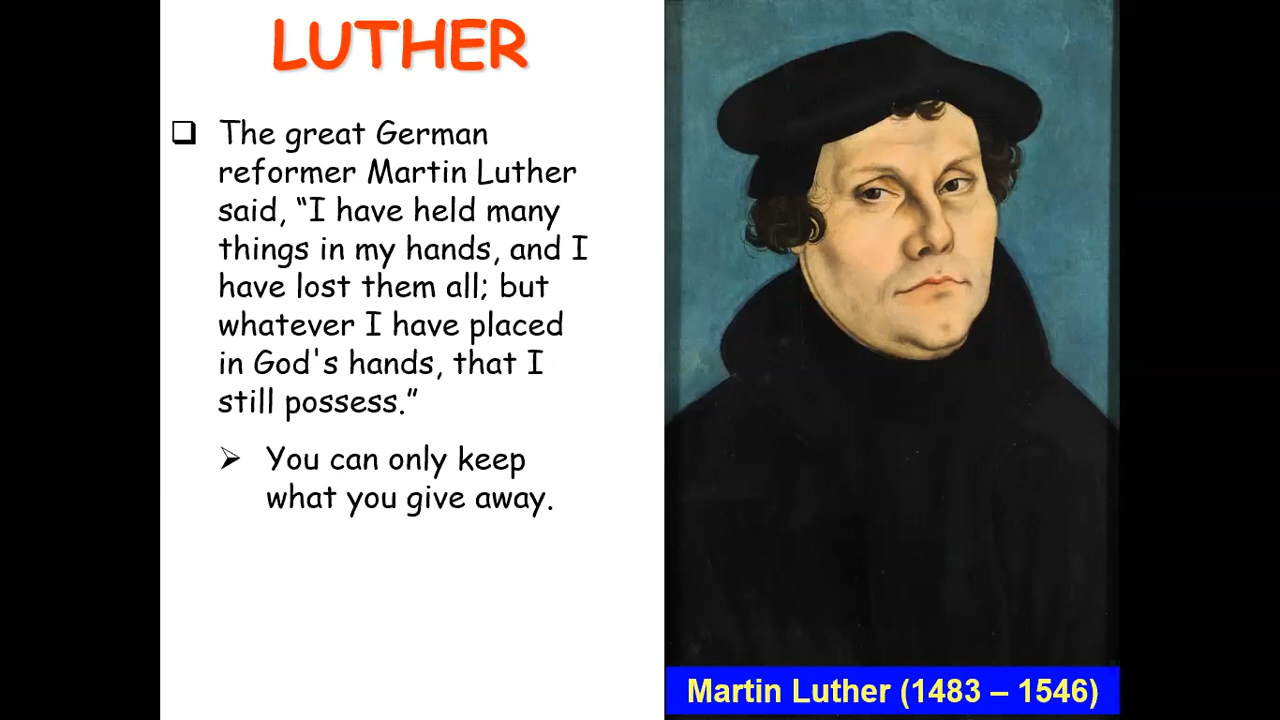 LUTHER
The great German
reformer Martin Luther
said, “I have held many
things in my hands, and I
have lost them all; but
whatever I have placed
in God's hands, that I
still possess.”
You can only keep
what you give away.
Martin Luther (1483 – 1546)